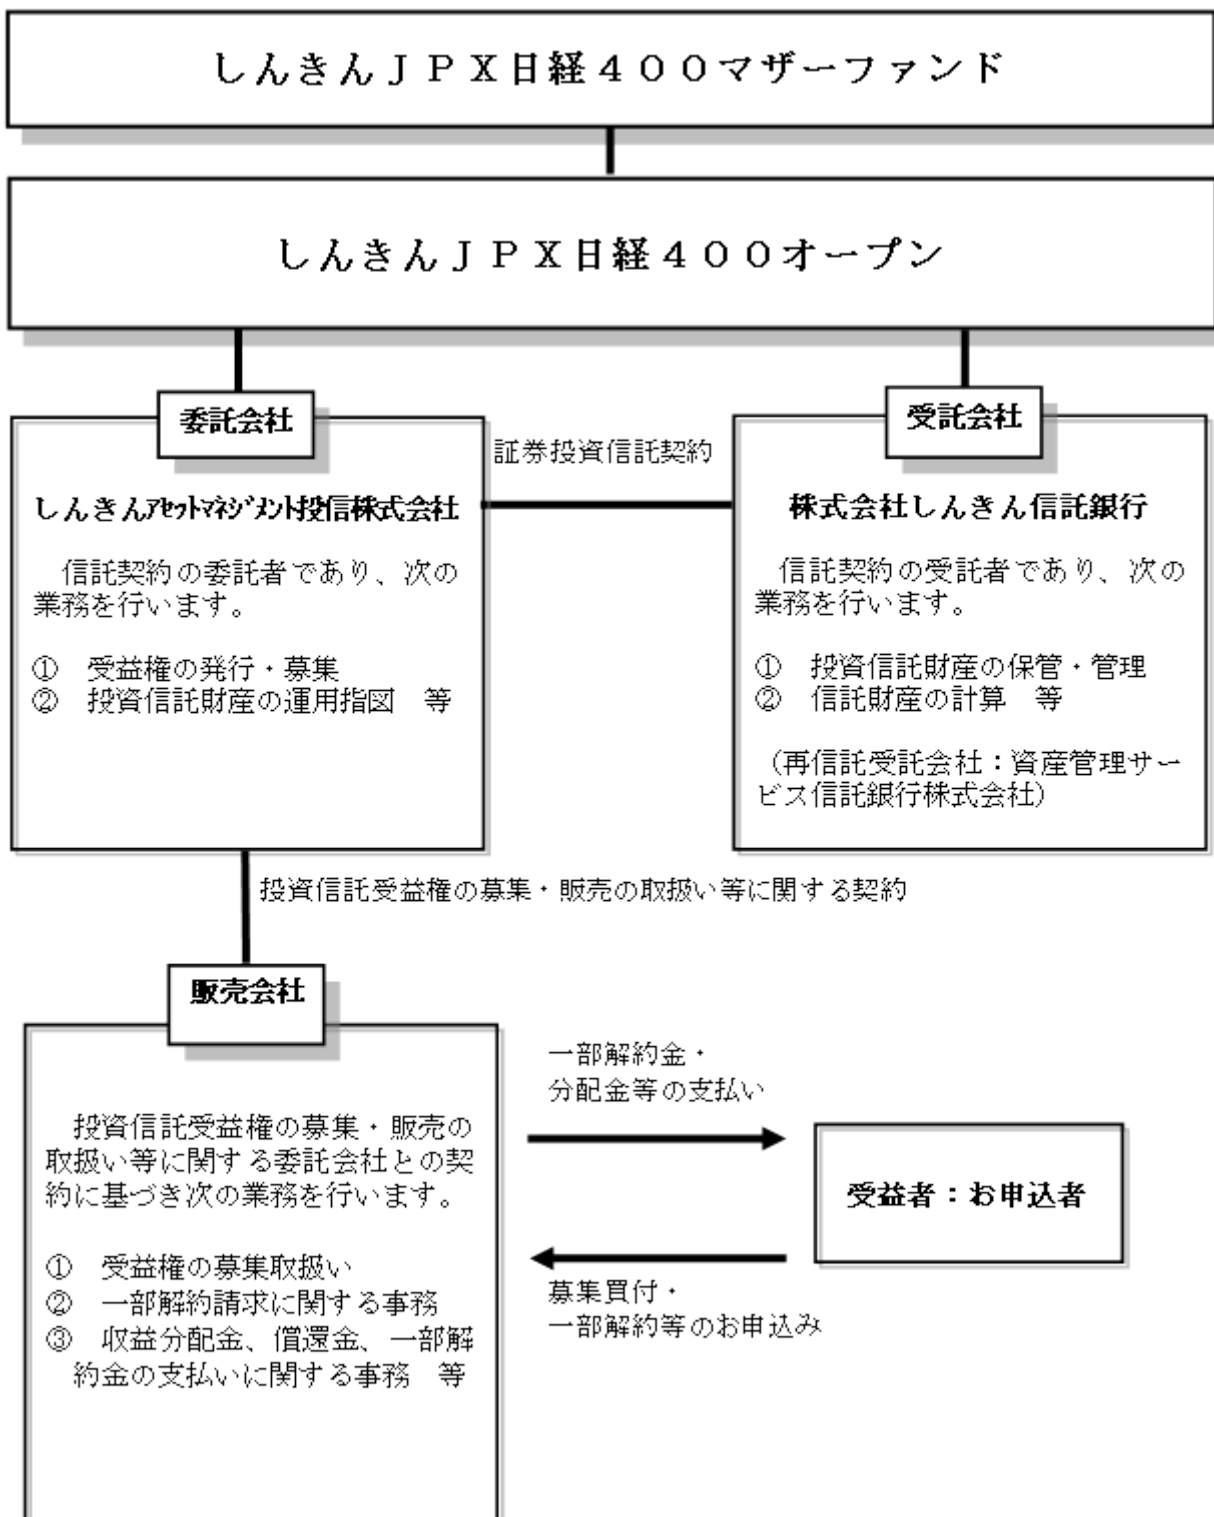 しんきんＪＰＸ日経４００マザーファンド
しんきんＪＰＸ日経４００オープン
委託会社
しんきんｱｾｯﾄﾏﾈｼﾞﾒﾝﾄ投信株式会社
信託契約の委託者であり、次の
業務を行います。
①　受益権の発行・募集
②　投資信託財産の運用指図　等
証券投資信託契約
受託会社
株式会社しんきん信託銀行
信託契約の受託者であり、次の
業務を行います。
①　投資信託財産の保管・管理
②　信託財産の計算　等
（再信託受託会社：資産管理サー
ビス信託銀行株式会社）
投資信託受益権の募集・販売の取扱い等に関する契約
販売会社
投資信託受益権の募集・販売の
取扱い等に関する委託会社との契
約に基づき次の業務を行います。
①　受益権の募集取扱い
②　一部解約請求に関する事務
③　収益分配金、償還金、一部解
約金の支払いに関する事務　等
一部解約金・
分配金等の支払い
受益者：お申込者
募集買付・
一部解約等のお申込み